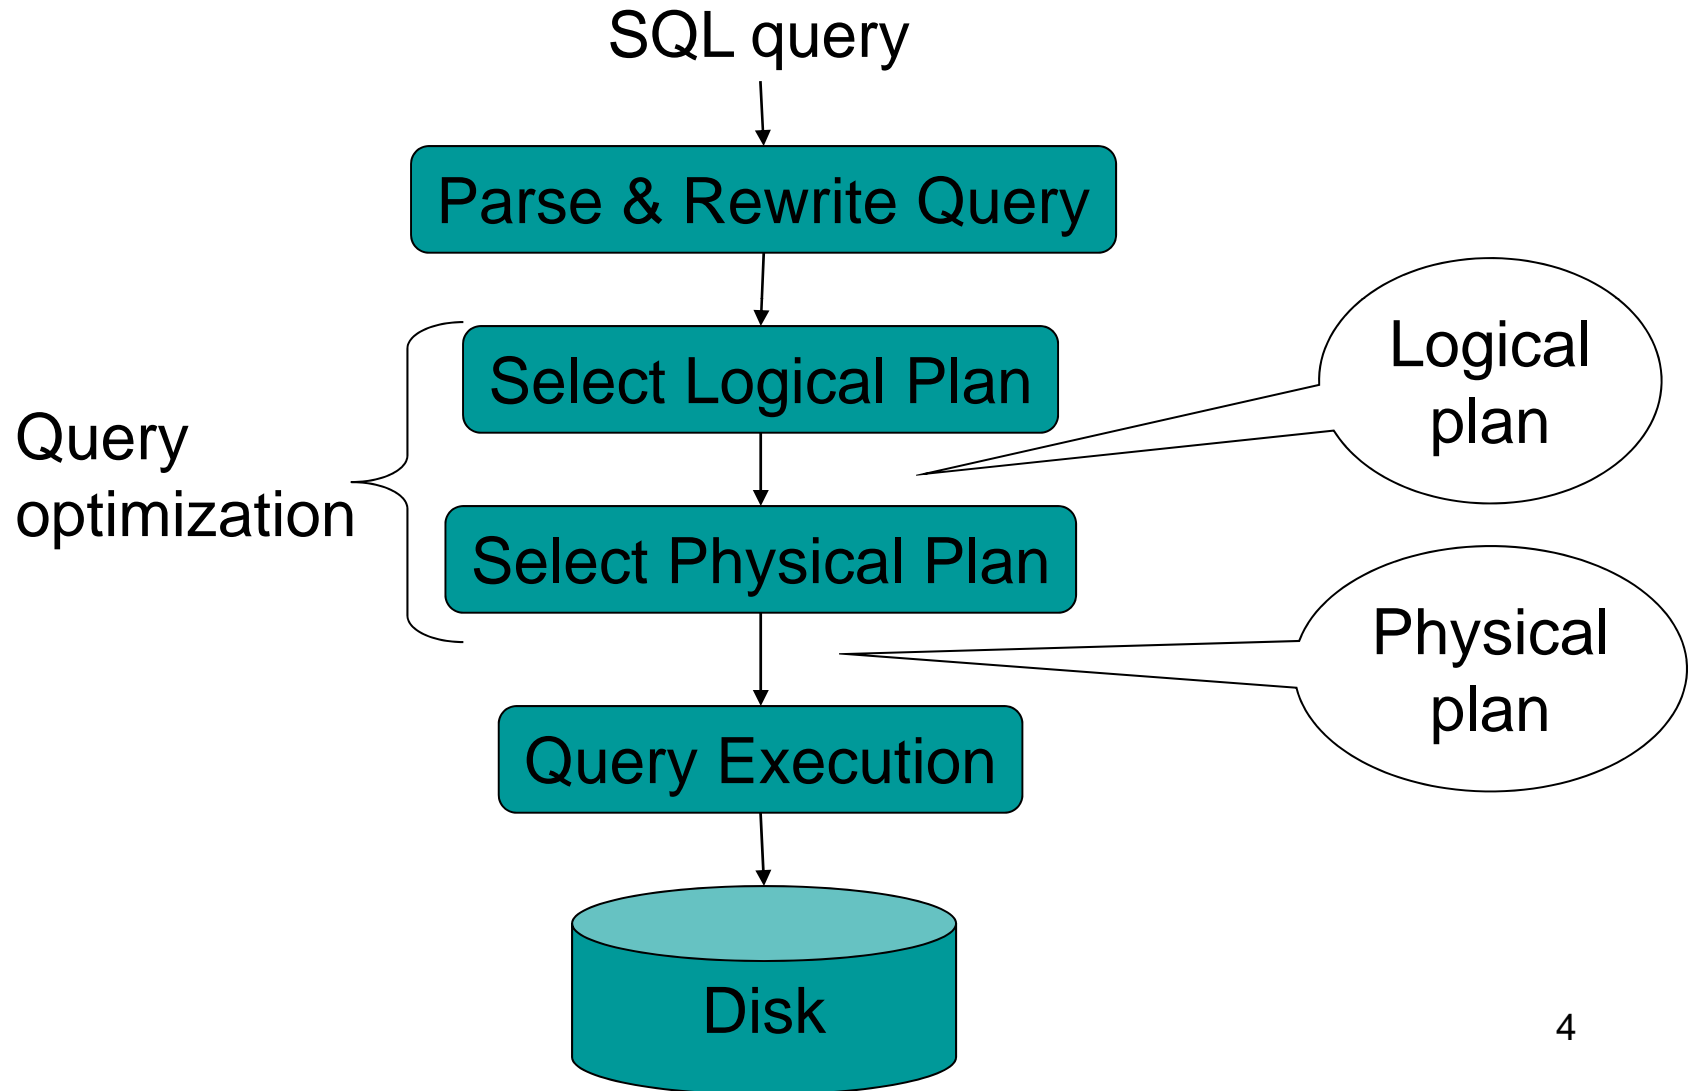 SQL query
Parse & Rewrite Query
Select Logical Plan
Logical
plan
Query
optimization
Select Physical Plan
Physical
plan
Query Execution
Disk
4